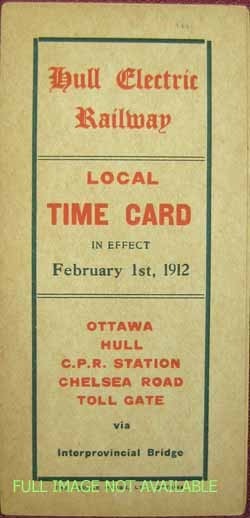 Hull Electric
Railway
LOCAL
TIME CARD
IN EFFECT
February 1st, 1912
OTTAWA
HULL
C.P.R. STATION
CHELSEA ROAD
TOLL GATE
via
Interprovincial Bridge
FULL IMAGE NOT AVAILABLE